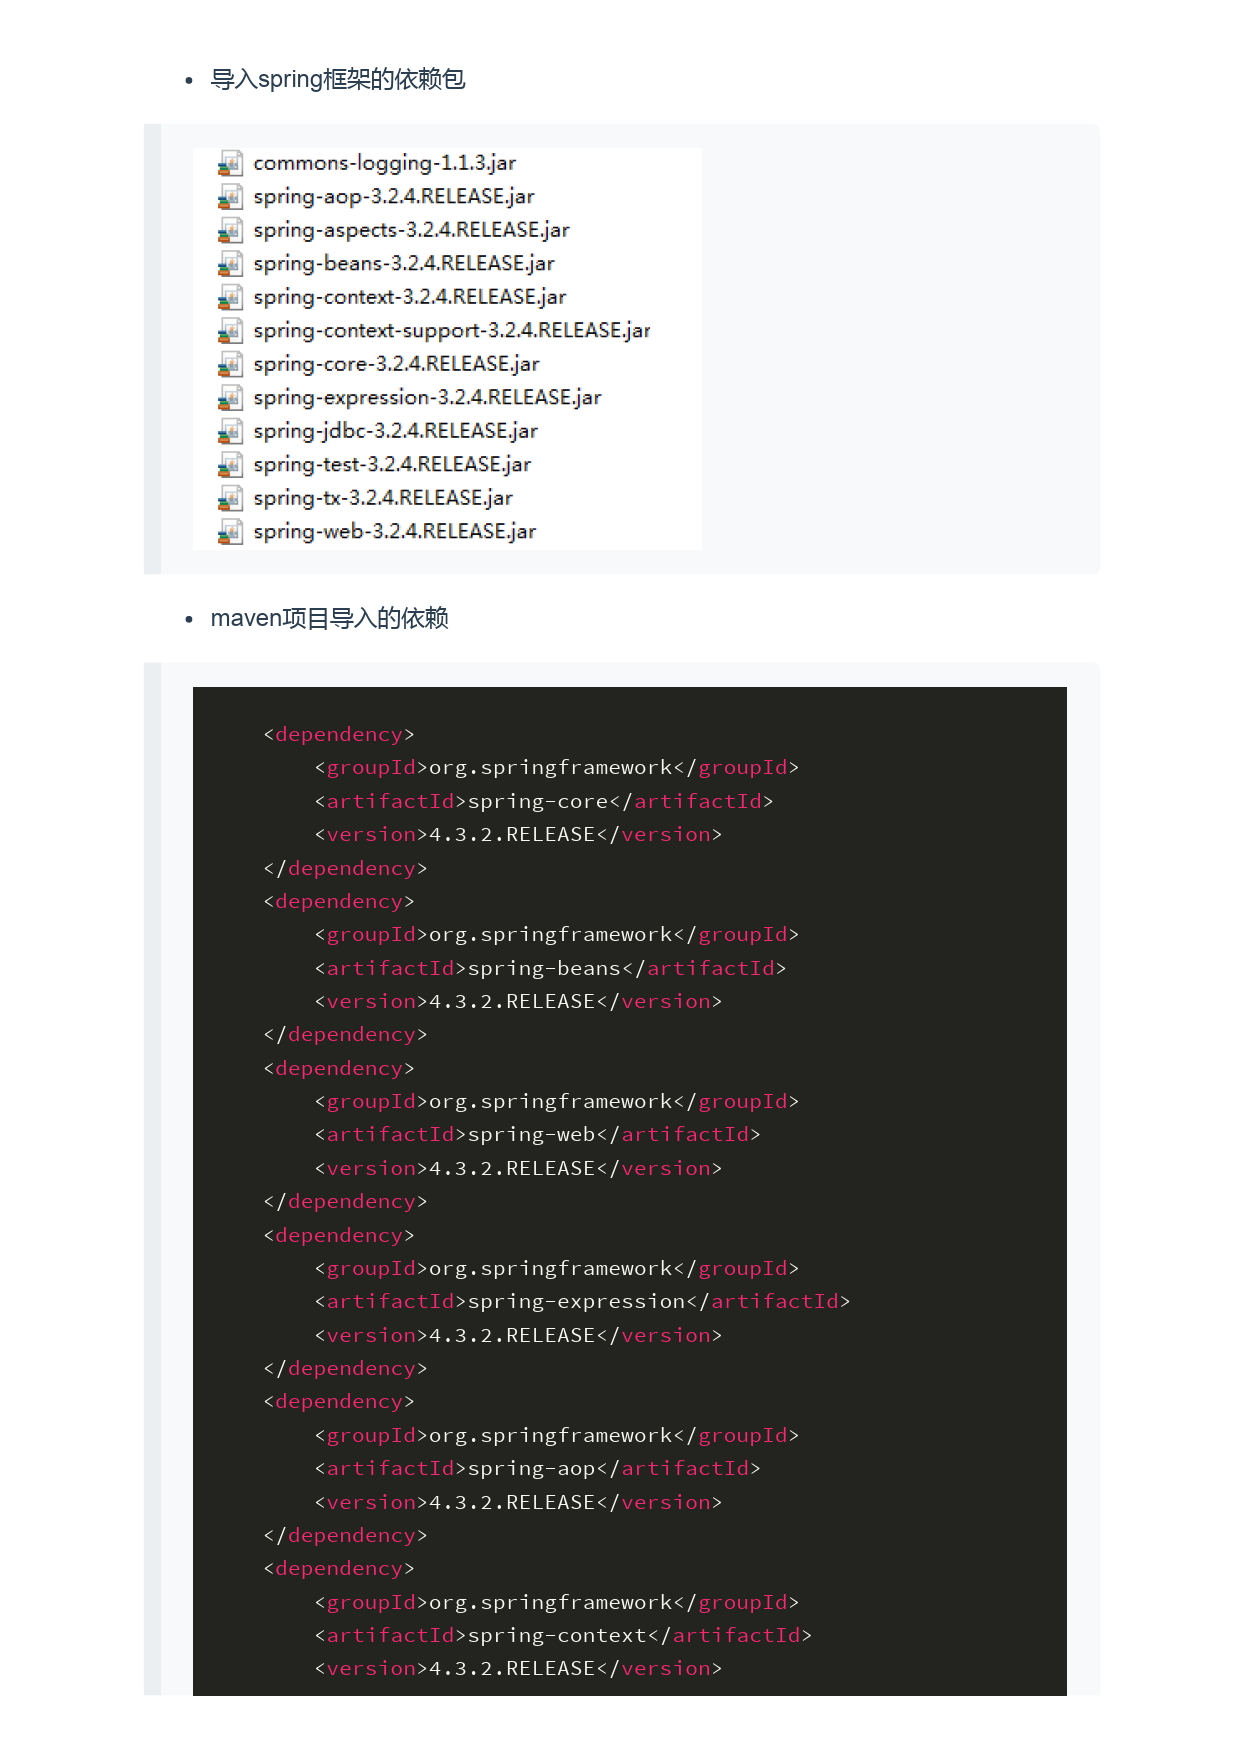 • 导入spring框架的依赖包
commons-logging-1.1.3.jar
spring-aop-3.2.4.RELEASE.jar
spring-aspects-3.2.4.RELEASE.jar
spring-beans-3.2.4.RELEASE.jar
spring-context-3.2.4.RELEASE.jar
spring-context-support-3.2.4.RELEASE.jar
spring-core-3.2.4.RELEASE.jar
spring-expression-3.2.4.RELEASE.jar
spring-jdbc-3.2.4.RELEASE.jar
spring-test-3.2.4.RELEASE.jar
spring-tx-3.2.4.RELEASE.jar
spring-web-3.2.4.RELEASE.jar
• maven项目导入的依赖
<dependency>
    <groupId>org.springframework</groupId>
    <artifactId>spring-core</artifactId>
    <version>4.3.2.RELEASE</version>
</dependency>
<dependency>
    <groupId>org.springframework</groupId>
    <artifactId>spring-beans</artifactId>
    <version>4.3.2.RELEASE</version>
</dependency>
<dependency>
    <groupId>org.springframework</groupId>
    <artifactId>spring-web</artifactId>
    <version>4.3.2.RELEASE</version>
</dependency>
<dependency>
    <groupId>org.springframework</groupId>
    <artifactId>spring-expression</artifactId>
    <version>4.3.2.RELEASE</version>
</dependency>
<dependency>
    <groupId>org.springframework</groupId>
    <artifactId>spring-aop</artifactId>
    <version>4.3.2.RELEASE</version>
</dependency>
<dependency>
    <groupId>org.springframework</groupId>
    <artifactId>spring-context</artifactId>
    <version>4.3.2.RELEASE</version>